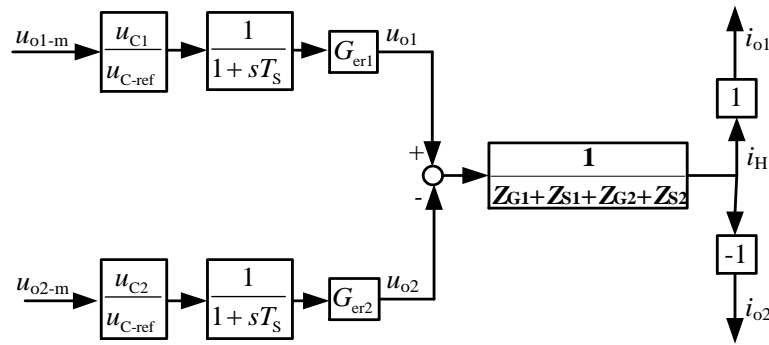 u_o1-m
u_C1
u_C-ref
1
1+sT_S
G_er1
u_o1
+
-
1
Z_G1+Z_S1+Z_G2+Z_S2
i_o1
1
i_H
-1
i_o2
u_o2-m
u_C2
u_C-ref
1
1+sT_S
G_er2
u_o2